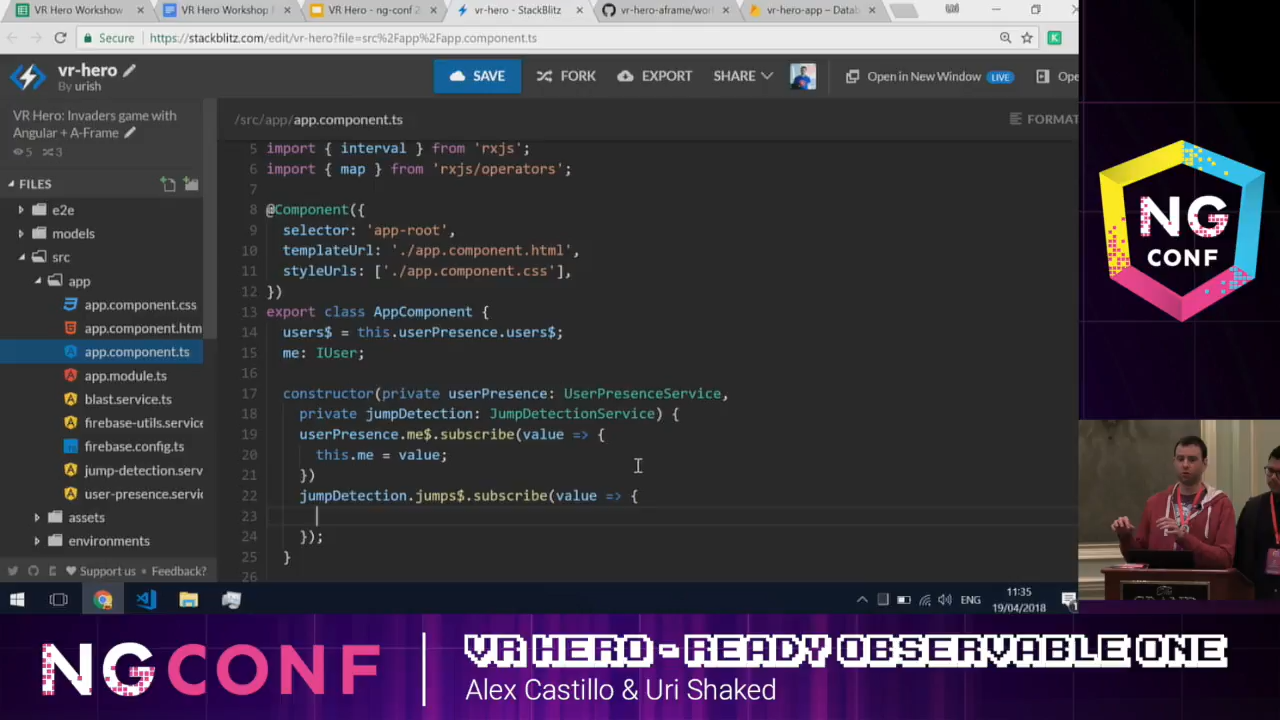 VR Hero Workshow
VR Hero Workshop
VR Hero - ng-conf 2
vr-hero - StackBlitz
vr-hero-aframe/wor
vr-hero-app – Datab
Secure
https://stackblitz.com/edit/vr-hero?file=src%2Fapp%2Fapp.component.ts
vr-hero
By urish
SAVE
FORK
EXPORT
SHARE
Open in New Window LIVE
Ope
VR Hero: Invaders game with
Angular + A-Frame
5 3
FILES
e2e
models
src
app
app.component.css
app.component.htm
app.component.ts
app.module.ts
blast.service.ts
firebase-utils.service
firebase.config.ts
jump-detection.serv
user-presence.servi
assets
environments
Support us • Feedback?
/src/app/app.component.ts
FORMAT
5 import { interval } from 'rxjs';
6 import { map } from 'rxjs/operators';
7
8 @Component({
9 selector: 'app-root',
10 templateUrl: './app.component.html',
11 styleUrls: ['./app.component.css'],
12 })
13 export class AppComponent {
14 users$ = this.userPresence.users$;
15 me: IUser;
16
17 constructor(private userPresence: UserPresenceService,
18 private jumpDetection: JumpDetectionService) {
19 userPresence.me$.subscribe(value => {
20 this.me = value;
21 })
22 jumpDetection.jumps$.subscribe(value => {
23
24 });
25 }
26
ENG
11:35
19/04/2018
NG
CONF
NGCONF
VR HERO - READY OBSERVABLE ONE
Alex Castillo & Uri Shaked